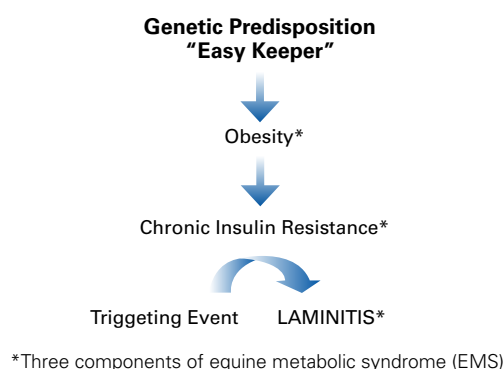 Genetic Predisposition
“Easy Keeper”
Obesity*
Chronic Insulin Resistance*
Triggeting Event LAMINITIS*
*Three components of equine metabolic syndrome (EMS)